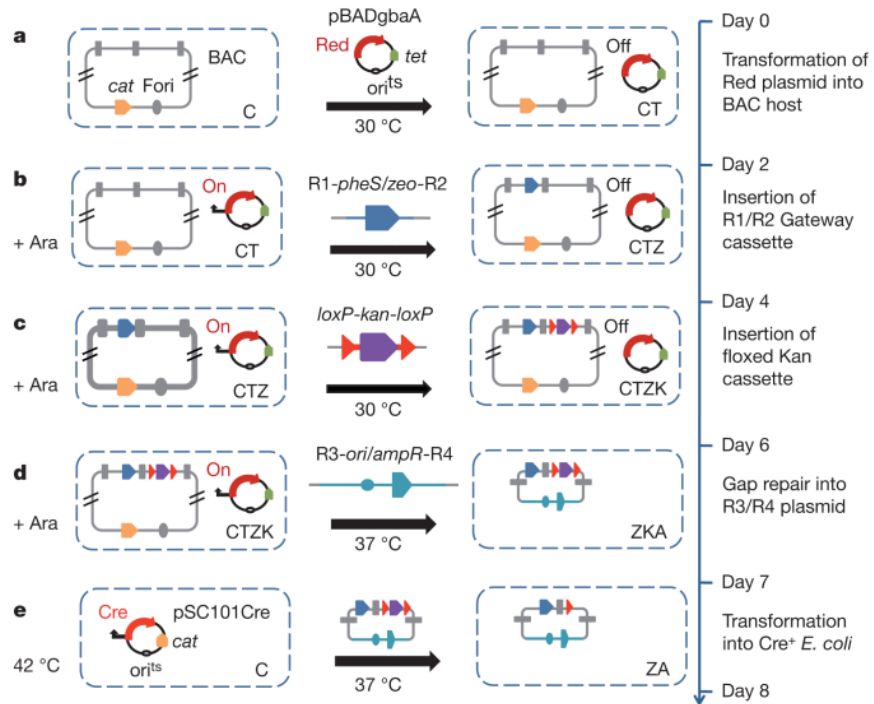 a
BAC
cat Fori
C
pBADgbaA
Red
tet
oriᵗˢ
30 °C
Off
CT
Day 0
Transformation of
Red plasmid into
BAC host
Day 2
b
+ Ara
On
CT
R1-pheS/zeo-R2
30 °C
Off
CTZ
Insertion of
R1/R2 Gateway
cassette
Day 4
c
+ Ara
On
CTZ
loxP-kan-loxP
30 °C
Off
CTZK
Insertion of
floxed Kan
cassette
Day 6
d
+ Ara
On
CTZK
R3-ori/ampR-R4
37 °C
ZKA
Gap repair into
R3/R4 plasmid
Day 7
e
42 °C
Cre
pSC101Cre
cat
oriᵗˢ
C
37 °C
ZA
Transformation
into Cre⁺ E. coli
Day 8